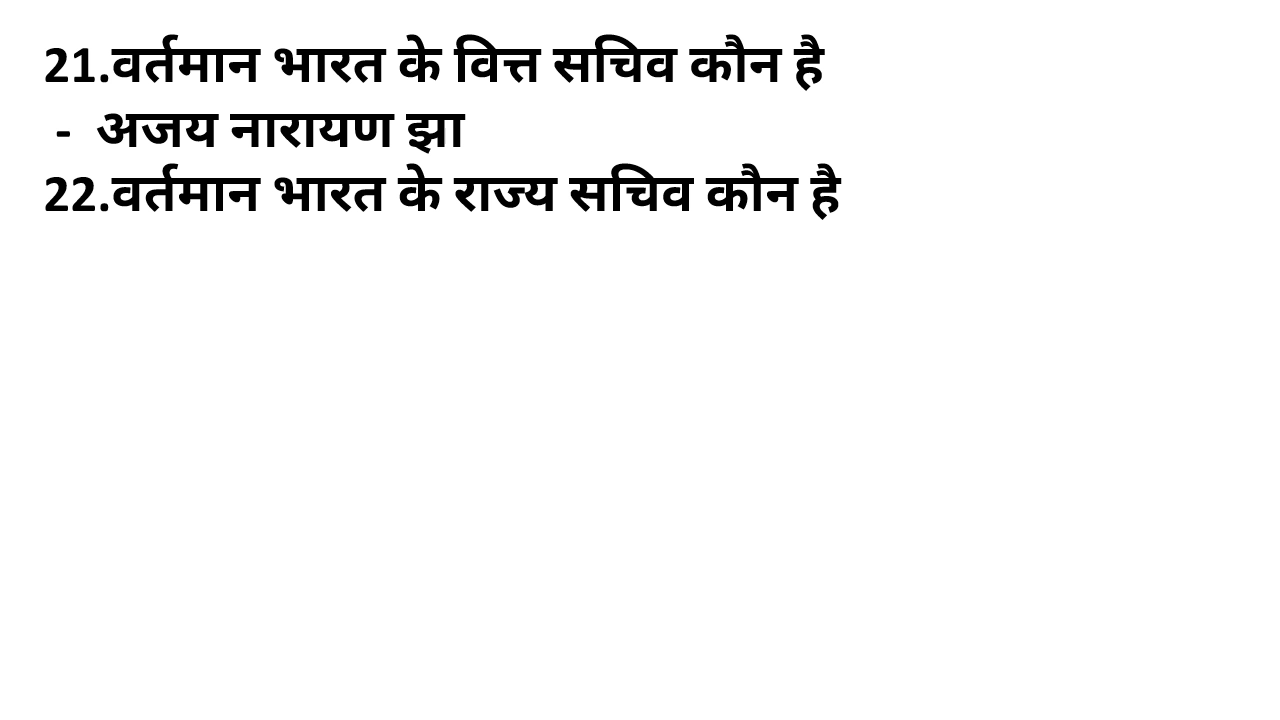 21.वर्तमान भारत के वित्त सचिव कौन है
- अजय नारायण झा
22.वर्तमान भारत के राज्य सचिव कौन है